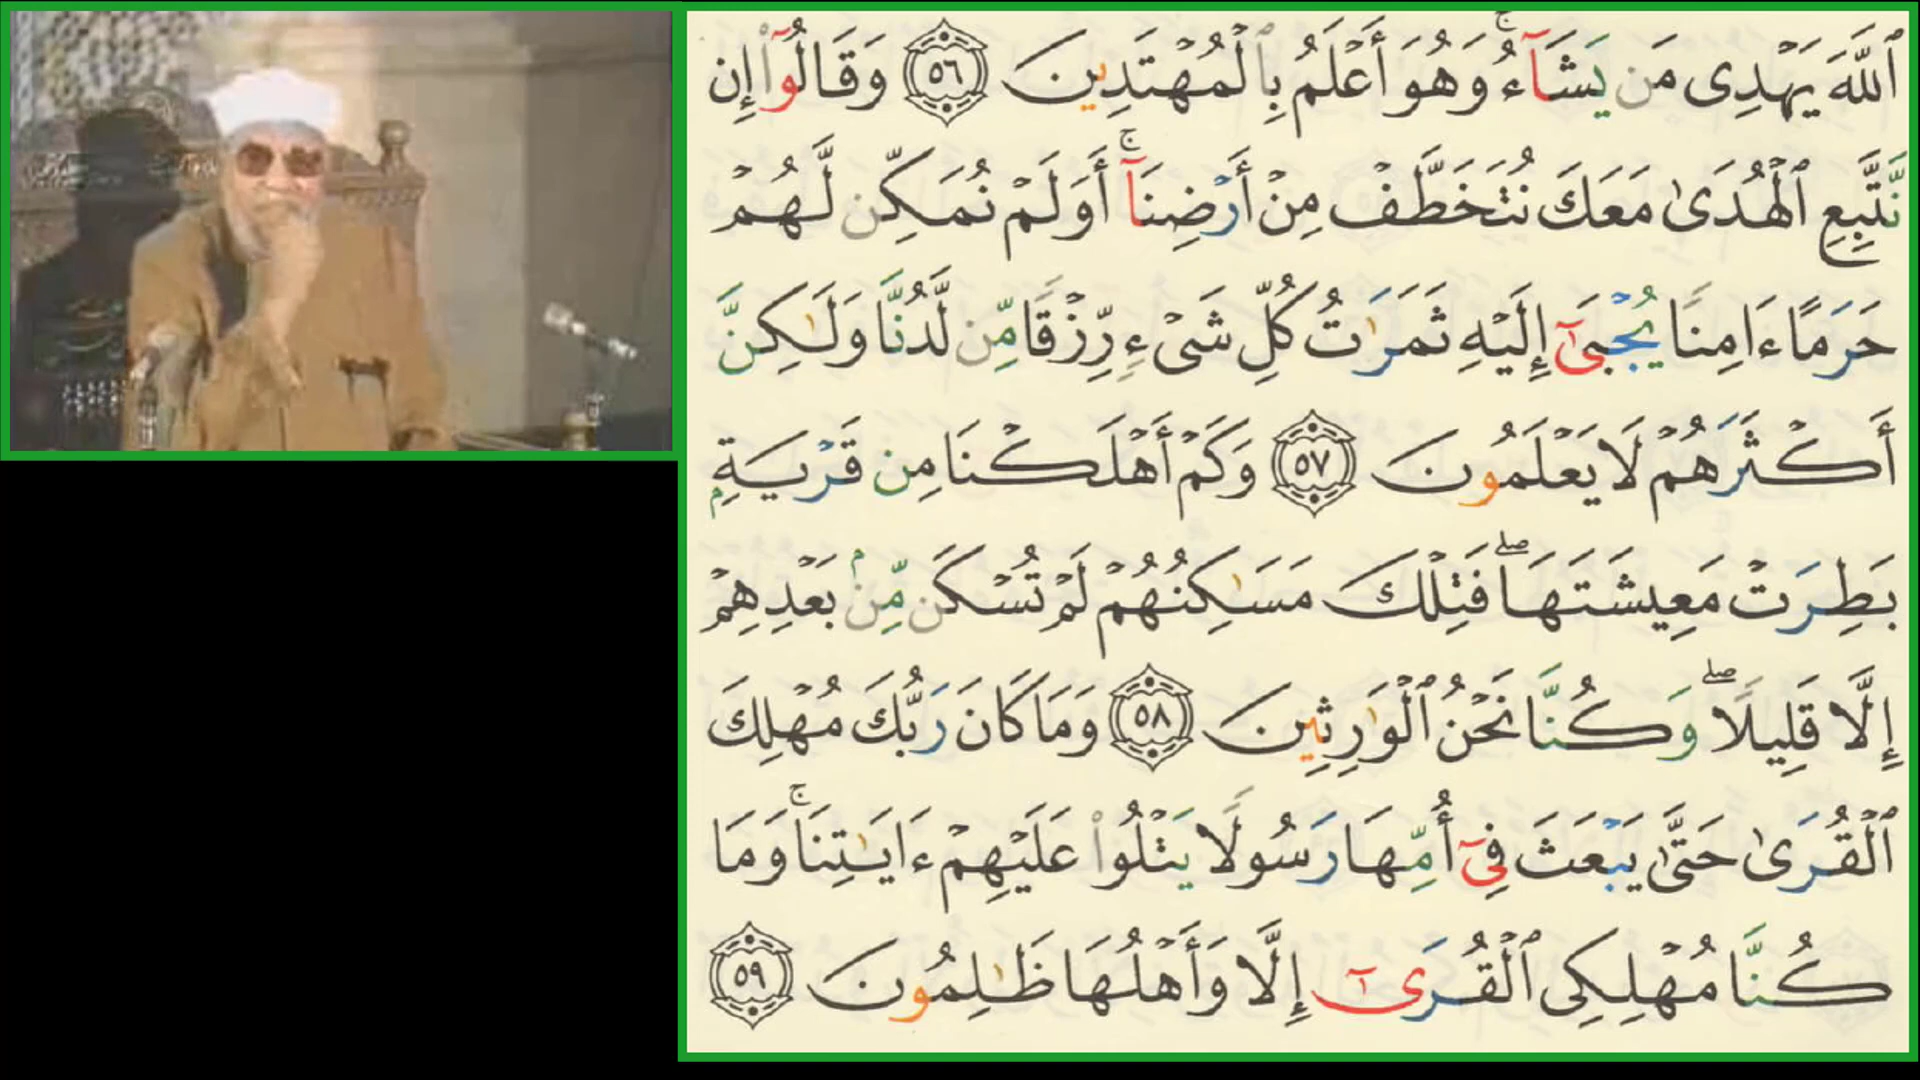 ٱللَّهَ يَهْدِى مَن يَشَآءُ ۚ وَهُوَ أَعْلَمُ بِٱلْمُهْتَدِينَ ٥٦ وَقَالُوٓا۟ إِن
نَّتَّبِعِ ٱلْهُدَىٰ مَعَكَ نُتَخَطَّفْ مِنْ أَرْضِنَآ ۚ أَوَلَمْ نُمَكِّن لَّهُمْ
حَرَمًا ءَامِنًا يُجْبَىٰٓ إِلَيْهِ ثَمَرَٰتُ كُلِّ شَىْءٍ رِّزْقًا مِّن لَّدُنَّا وَلَـٰكِنَّ
أَكْثَرَهُمْ لَا يَعْلَمُونَ ٥٧ وَكَمْ أَهْلَكْنَا مِن قَرْيَةٍۭ
بَطِرَتْ مَعِيشَتَهَا ۖ فَتِلْكَ مَسَـٰكِنُهُمْ لَمْ تُسْكَن مِّنۢ بَعْدِهِمْ
إِلَّا قَلِيلًا ۖ وَكُنَّا نَحْنُ ٱلْوَٰرِثِينَ ٥٨ وَمَا كَانَ رَبُّكَ مُهْلِكَ
ٱلْقُرَىٰ حَتَّىٰ يَبْعَثَ فِىٓ أُمِّهَا رَسُولًا يَتْلُوا۟ عَلَيْهِمْ ءَايَـٰتِنَا ۚ وَمَا
كُنَّا مُهْلِكِى ٱلْقُرَىٰٓ إِلَّا وَأَهْلُهَا ظَـٰلِمُونَ ٥٩